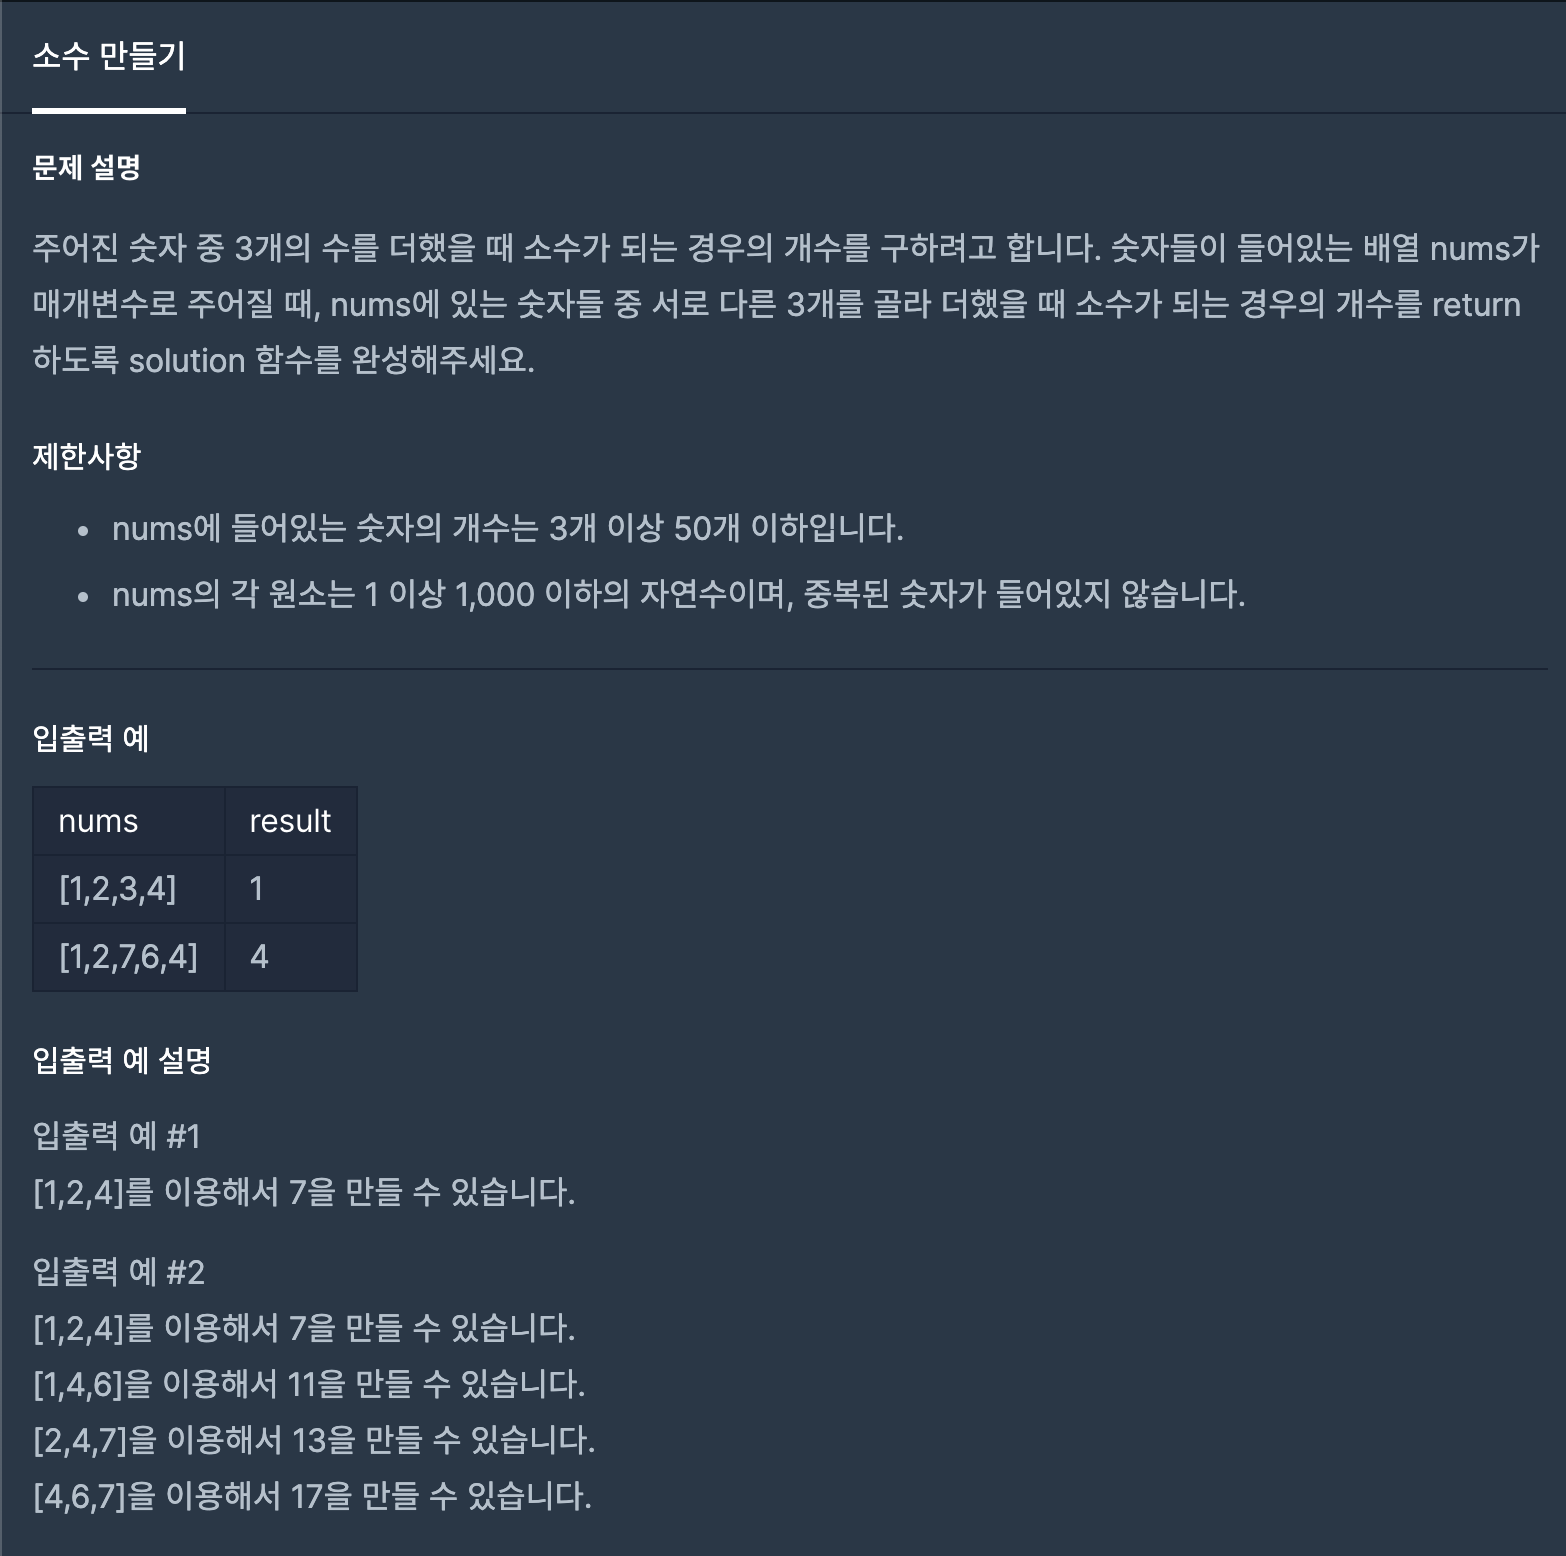 소수 만들기
문제 설명
주어진 숫자 중 3개의 수를 더했을 때 소수가 되는 경우의 개수를 구하려고 합니다. 숫자들이 들어있는 배열 nums가
매개변수로 주어질 때, nums에 있는 숫자들 중 서로 다른 3개를 골라 더했을 때 소수가 되는 경우의 개수를 return
하도록 solution 함수를 완성해주세요.
제한사항
• nums에 들어있는 숫자의 개수는 3개 이상 50개 이하입니다.
• nums의 각 원소는 1 이상 1,000 이하의 자연수이며, 중복된 숫자가 들어있지 않습니다.
입출력 예
nums result
[1,2,3,4] 1
[1,2,7,6,4] 4
입출력 예 설명
입출력 예 #1
[1,2,4]를 이용해서 7을 만들 수 있습니다.
입출력 예 #2
[1,2,4]를 이용해서 7을 만들 수 있습니다.
[1,4,6]을 이용해서 11을 만들 수 있습니다.
[2,4,7]을 이용해서 13을 만들 수 있습니다.
[4,6,7]을 이용해서 17을 만들 수 있습니다.